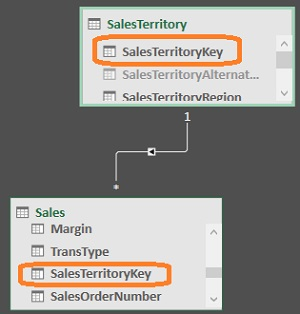 SalesTerritory
SalesTerritoryKey
SalesTerritoryAlternat...
SalesTerritoryRegion
1
*
Sales
Margin
TransType
SalesTerritoryKey
SalesOrderNumber